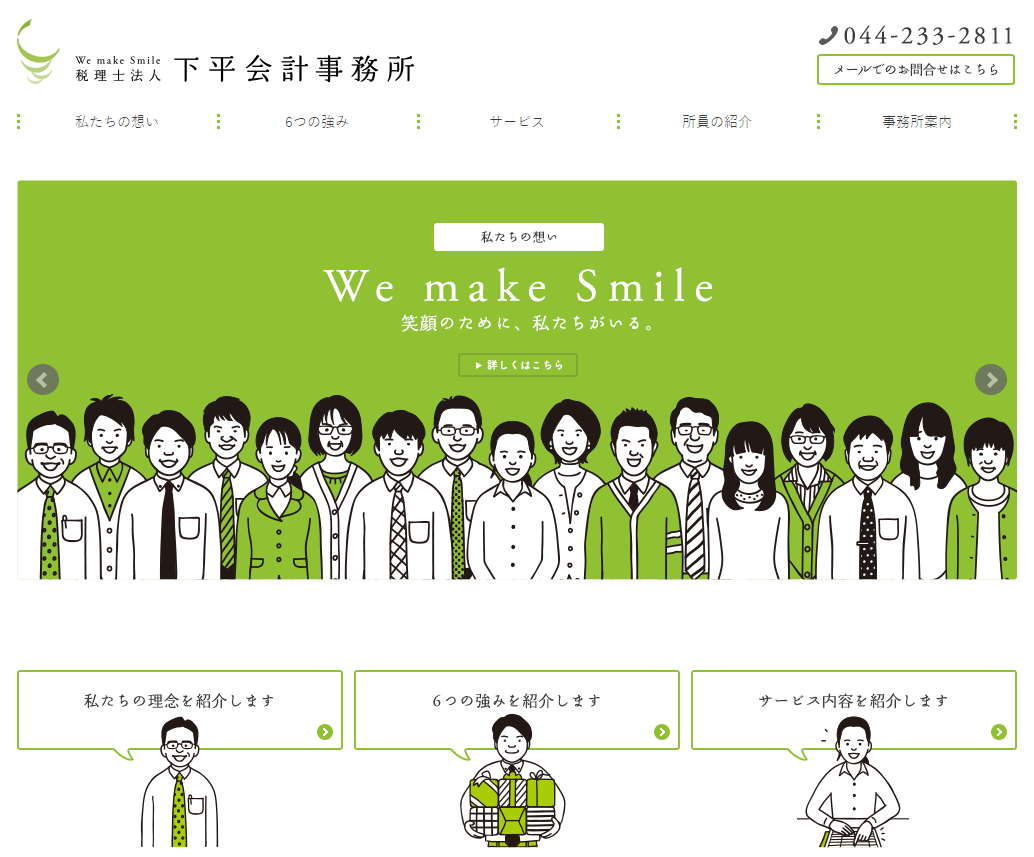 We make Smile
税理士法人
下平会計事務所
044-233-2811
メールでのお問合せはこちら
私たちの想い
6つの強み
サービス
所員の紹介
事務所案内
私たちの想い
We make Smile
笑顔のために、私たちがいる。
詳しくはこちら
私たちの理念を紹介します
6つの強みを紹介します
サービス内容を紹介します